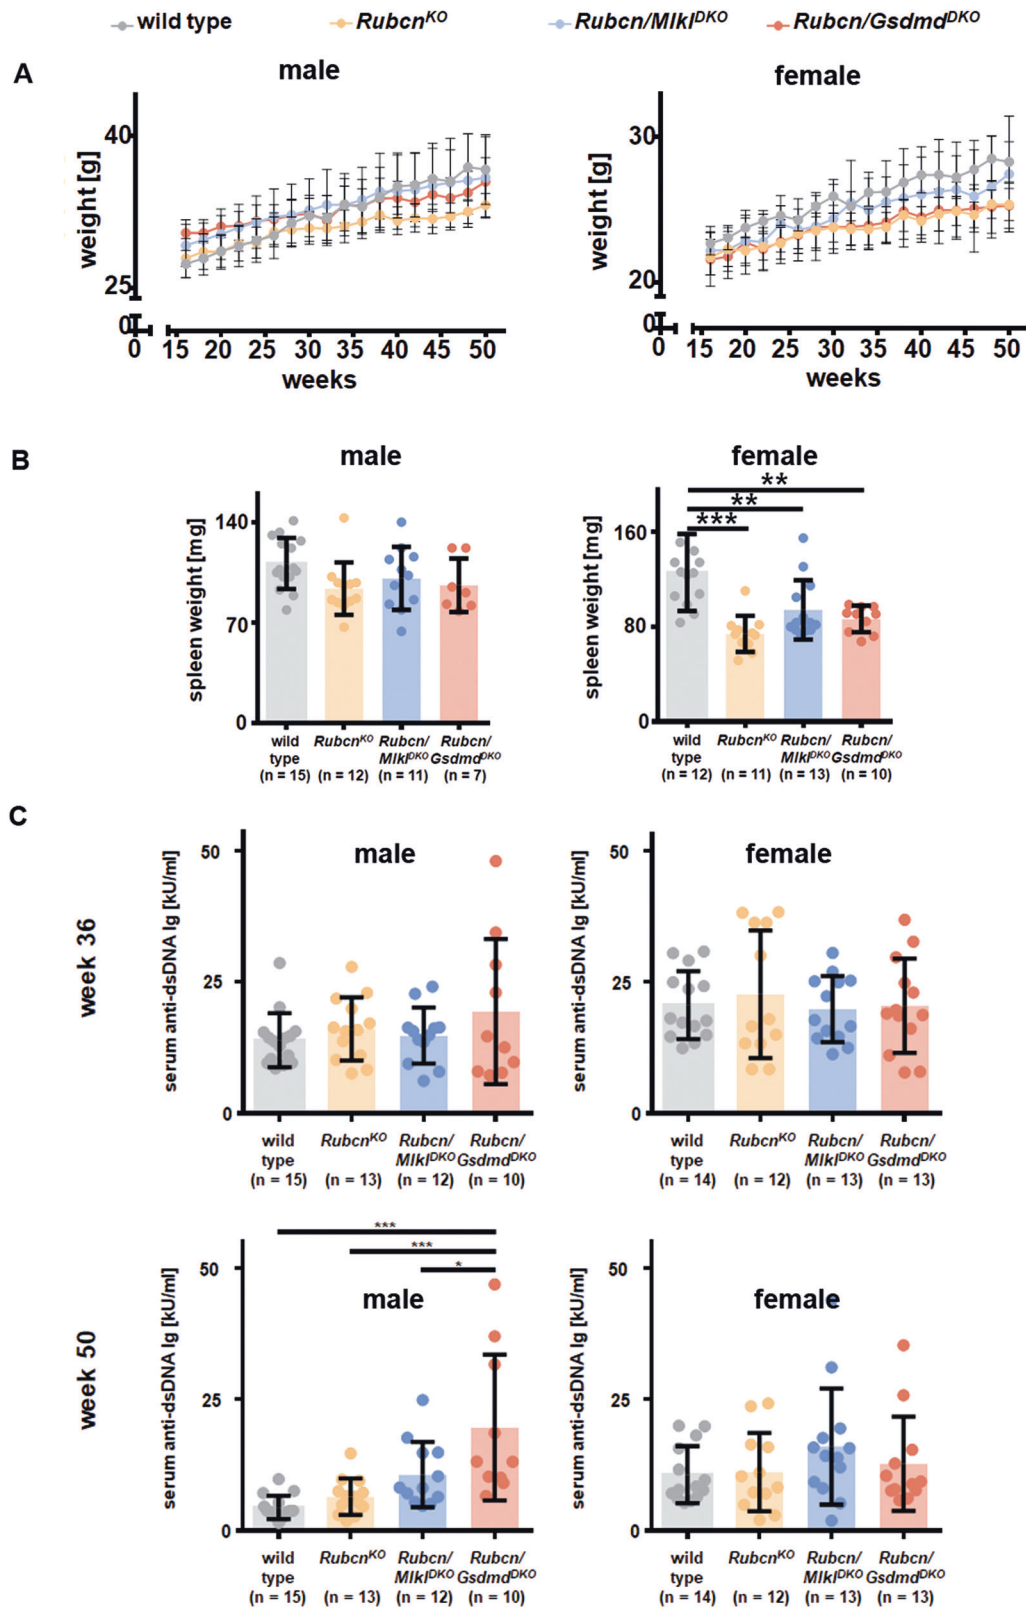 wild type Rubcn^KO Rubcn/Mlkl^DKO Rubcn/Gsdmd^DKO
A
male female
weight [g] 40 25 0
0 15 20 25 30 35 40 45 50
weeks
weight [g] 30 20 0
0 15 20 25 30 35 40 45 50
weeks
B
male
spleen weight [mg] 140 70 0
wild type (n = 15) Rubcn^KO (n = 12) Rubcn/Mlkl^DKO (n = 11) Rubcn/Gsdmd^DKO (n = 7)
female
** ** ***
spleen weight [mg] 160 80 0
wild type (n = 12) Rubcn^KO (n = 11) Rubcn/Mlkl^DKO (n = 13) Rubcn/Gsdmd^DKO (n = 10)
C
week 36
male
serum anti-dsDNA Ig [kU/ml] 50 25 0
wild type (n = 15) Rubcn^KO (n = 13) Rubcn/Mlkl^DKO (n = 12) Rubcn/Gsdmd^DKO (n = 10)
female
serum anti-dsDNA Ig [kU/ml] 50 25 0
wild type (n = 14) Rubcn^KO (n = 12) Rubcn/Mlkl^DKO (n = 13) Rubcn/Gsdmd^DKO (n = 13)
week 50
*** *** *
male
serum anti-dsDNA Ig [kU/ml] 50 25 0
wild type (n = 15) Rubcn^KO (n = 13) Rubcn/Mlkl^DKO (n = 12) Rubcn/Gsdmd^DKO (n = 10)
female
serum anti-dsDNA Ig [kU/ml] 50 25 0
wild type (n = 14) Rubcn^KO (n = 12) Rubcn/Mlkl^DKO (n = 13) Rubcn/Gsdmd^DKO (n = 13)